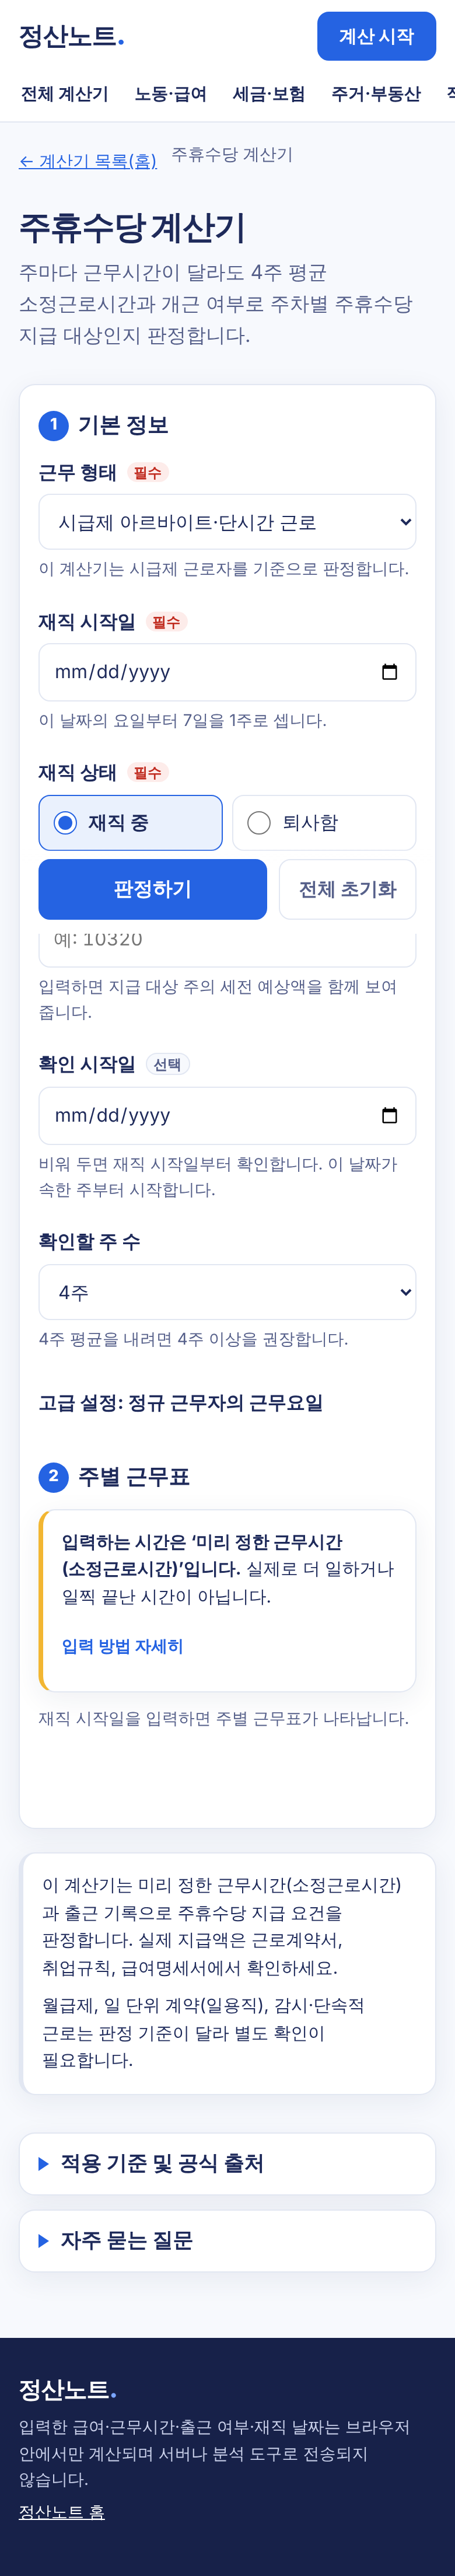 정산노트.
계산 시작
전체 계산기 노동·급여 세금·보험 주거·부동산
← 계산기 목록(홈) 주휴수당 계산기
주휴수당 계산기
주마다 근무시간이 달라도 4주 평균
소정근로시간과 개근 여부로 주차별 주휴수당
지급 대상인지 판정합니다.
1 기본 정보
근무 형태 필수
시급제 아르바이트·단시간 근로
이 계산기는 시급제 근로자를 기준으로 판정합니다.
재직 시작일 필수
mm/dd/yyyy
이 날짜의 요일부터 7일을 1주로 셉니다.
재직 상태 필수
재직 중 퇴사함
판정하기 전체 초기화
예: 10320
입력하면 지급 대상 주의 세전 예상액을 함께 보여
줍니다.
확인 시작일 선택
mm/dd/yyyy
비워 두면 재직 시작일부터 확인합니다. 이 날짜가
속한 주부터 시작합니다.
확인할 주 수
4주
4주 평균을 내려면 4주 이상을 권장합니다.
고급 설정: 정규 근무자의 근무요일
2 주별 근무표
입력하는 시간은 ‘미리 정한 근무시간
(소정근로시간)’입니다. 실제로 더 일하거나
일찍 끝난 시간이 아닙니다.
입력 방법 자세히
재직 시작일을 입력하면 주별 근무표가 나타납니다.
이 계산기는 미리 정한 근무시간(소정근로시간)
과 출근 기록으로 주휴수당 지급 요건을
판정합니다. 실제 지급액은 근로계약서,
취업규칙, 급여명세서에서 확인하세요.
월급제, 일 단위 계약(일용직), 감시·단속적
근로는 판정 기준이 달라 별도 확인이
필요합니다.
적용 기준 및 공식 출처
자주 묻는 질문
정산노트.
입력한 급여·근무시간·출근 여부·재직 날짜는 브라우저
안에서만 계산되며 서버나 분석 도구로 전송되지
않습니다.
정산노트 홈